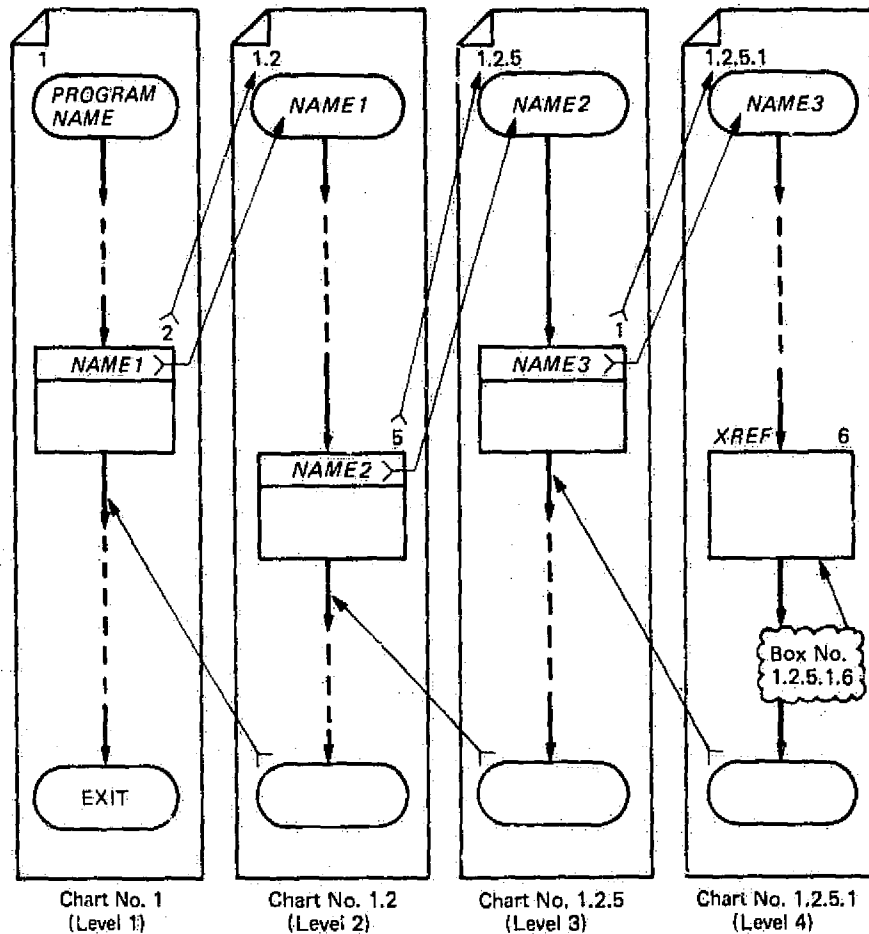 1
PROGRAM
NAME
2
NAME1
EXIT
Chart No. 1
(Level 1)
1.2
NAME1
5
NAME2
Chart No. 1.2
(Level 2)
1.2.5
NAME2
1
NAME3
Chart No. 1.2.5
(Level 3)
1.2.5.1
NAME3
X-REF 6
Box No.
1.2.5.1.6
Chart No. 1.2.5.1
(Level 4)